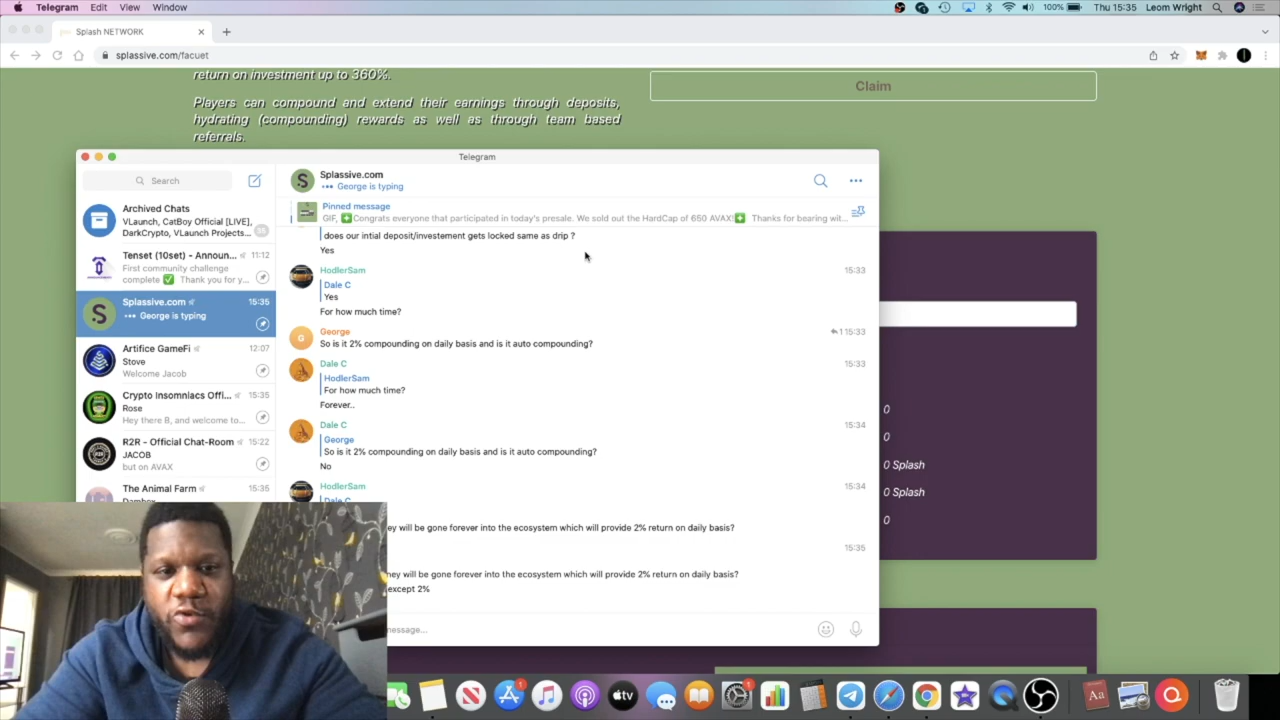 Telegram Edit View Window
100% Thu 15:35 Leom Wright
Splash NETWORK
splassive.com/facuet
return on investment up to 360%.
Players can compound and extend their earnings through deposits,
hydrating (compounding) rewards as well as through team based
referrals.
Claim
Telegram
Search
Archived Chats
VLaunch, CatBoy Official [LIVE],
DarkCrypto, VLaunch Projects...
Tenset (10set) - Announ... 11:12
First community challenge
complete ✅ Thank you for y...
Splassive.com 15:35
George is typing
Artifice GameFi 12:07
Stove
Welcome Jacob
Crypto Insomniacs Offi... 15:35
Rose
Hey there B, and welcome to...
R2R - Official Chat-Room 15:22
JACOB
but on AVAX
The Animal Farm 15:35
Splassive.com
George is typing
Pinned message
GIF, ➕Congrats everyone that participated in today's presale. We sold out the HardCap of 650 AVAX!➕ Thanks for bearing wit...
does our intial deposit/investement gets locked same as drip ?
Yes
HodlerSam 15:33
Dale C
Yes
For how much time?
George 1 15:33
So is it 2% compounding on daily basis and is it auto compounding?
Dale C 15:33
HodlerSam
For how much time?
Forever..
Dale C 15:34
George
So is it 2% compounding on daily basis and is it auto compounding?
No
HodlerSam 15:34
Dale C
ey will be gone forever into the ecosystem which will provide 2% return on daily basis?
15:35
hey will be gone forever into the ecosystem which will provide 2% return on daily basis?
except 2%
essage...
0
0
0 Splash
0 Splash
0